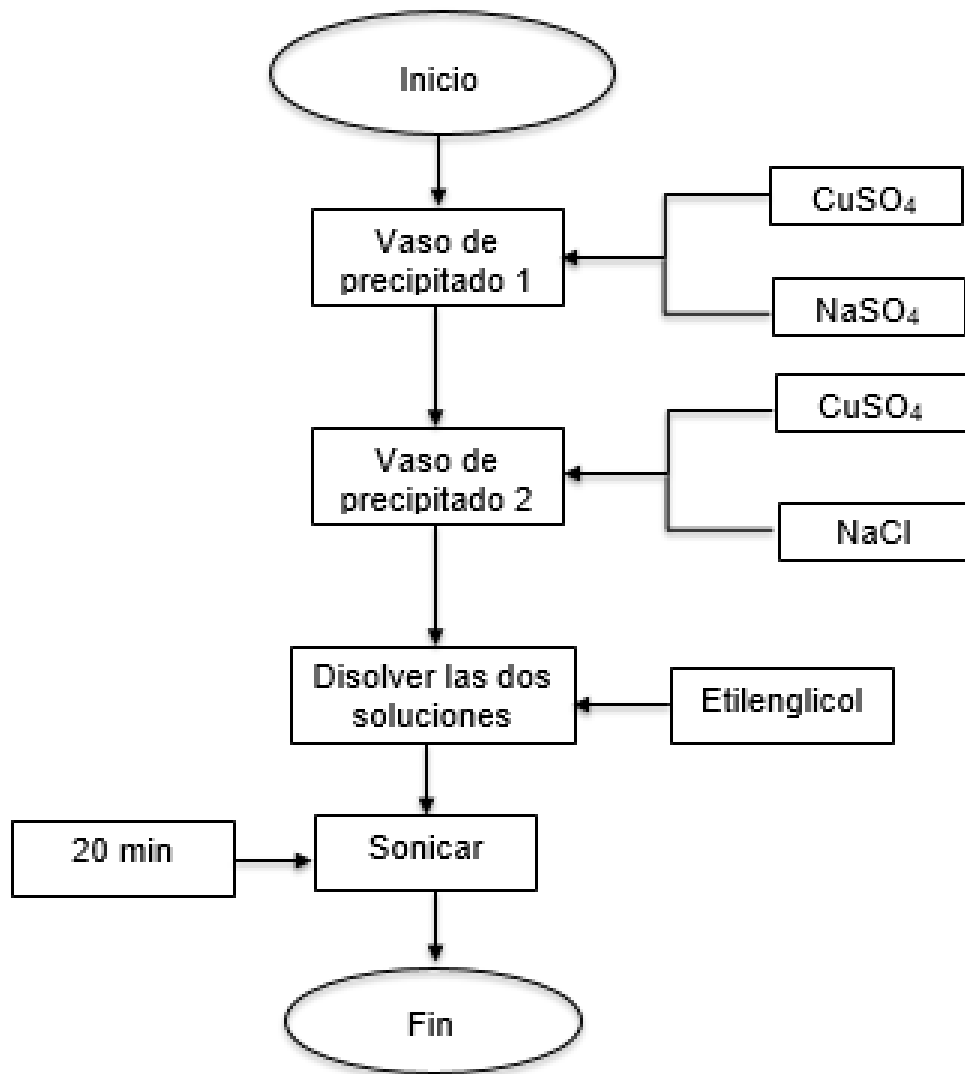 Inicio
CuSO₄
Vaso de
precipitado 1
NaSO₄
CuSO₄
Vaso de
precipitado 2
NaCl
Disolver las dos
soluciones
Etilenglicol
20 min
Sonicar
Fin